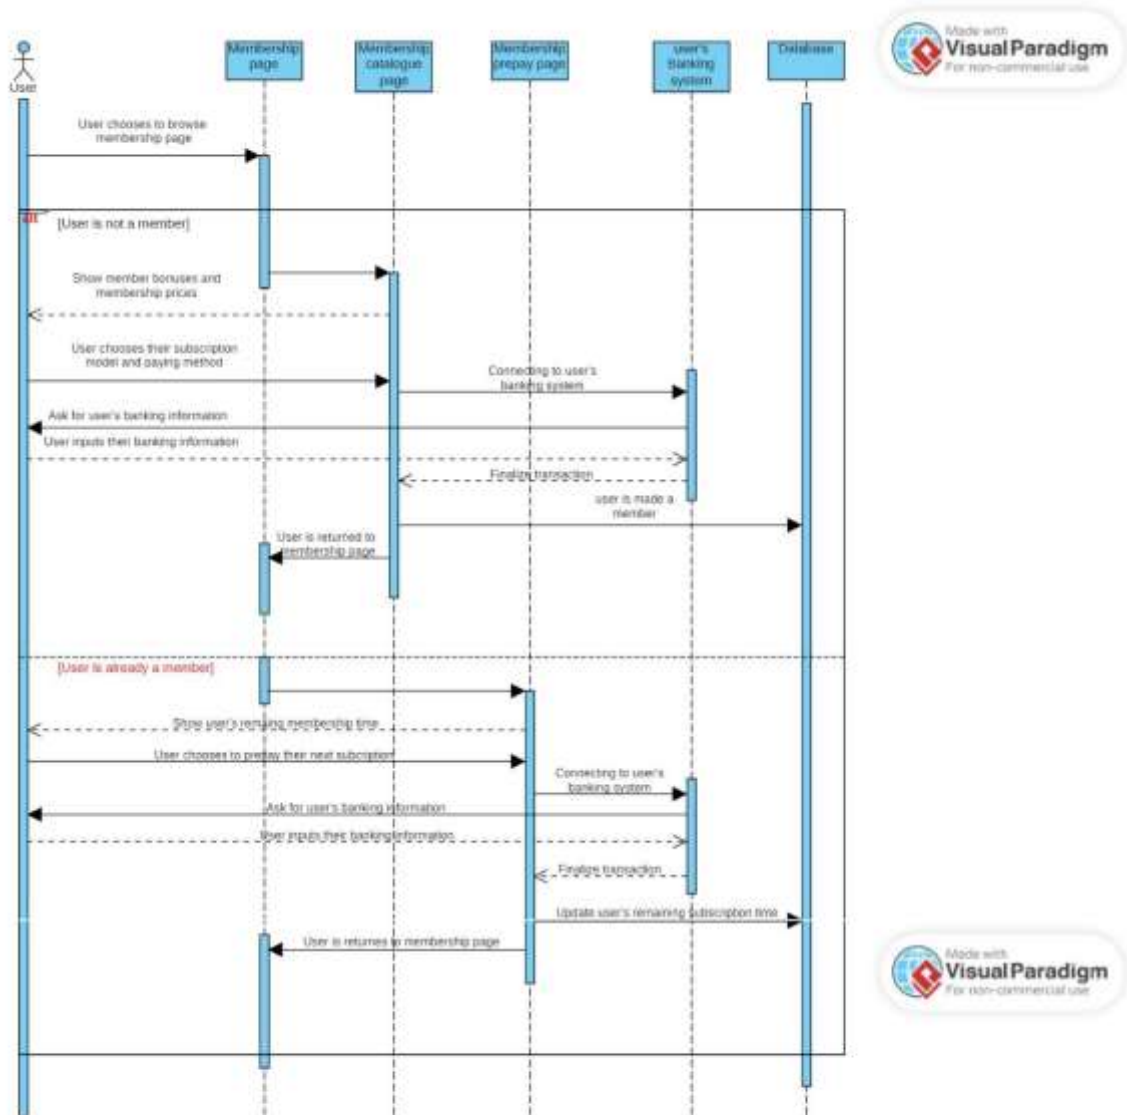 Made with
Visual Paradigm
For non-commercial use
User
Membership
page
Membership
catalogue
page
Membership
prepay page
user's
Banking
system
Database
User chooses to browse
membership page
alt
[User is not a member]
Show member bonuses and
membership prices
User chooses their subscription
model and paying method
Connecting to user's
banking system
Ask for user's banking information
User inputs their banking information
Finalize transaction
user is made a
member
User is returned to
membership page
[User is already a member]
Show user's remaing membership time
User chooses to prepay their next subcription
Connecting to user's
banking system
Ask for user's banking information
User inputs their banking information
Finalize transaction
Update user's remaining subscription time
User is returnes to membership page
Made with
Visual Paradigm
For non-commercial use